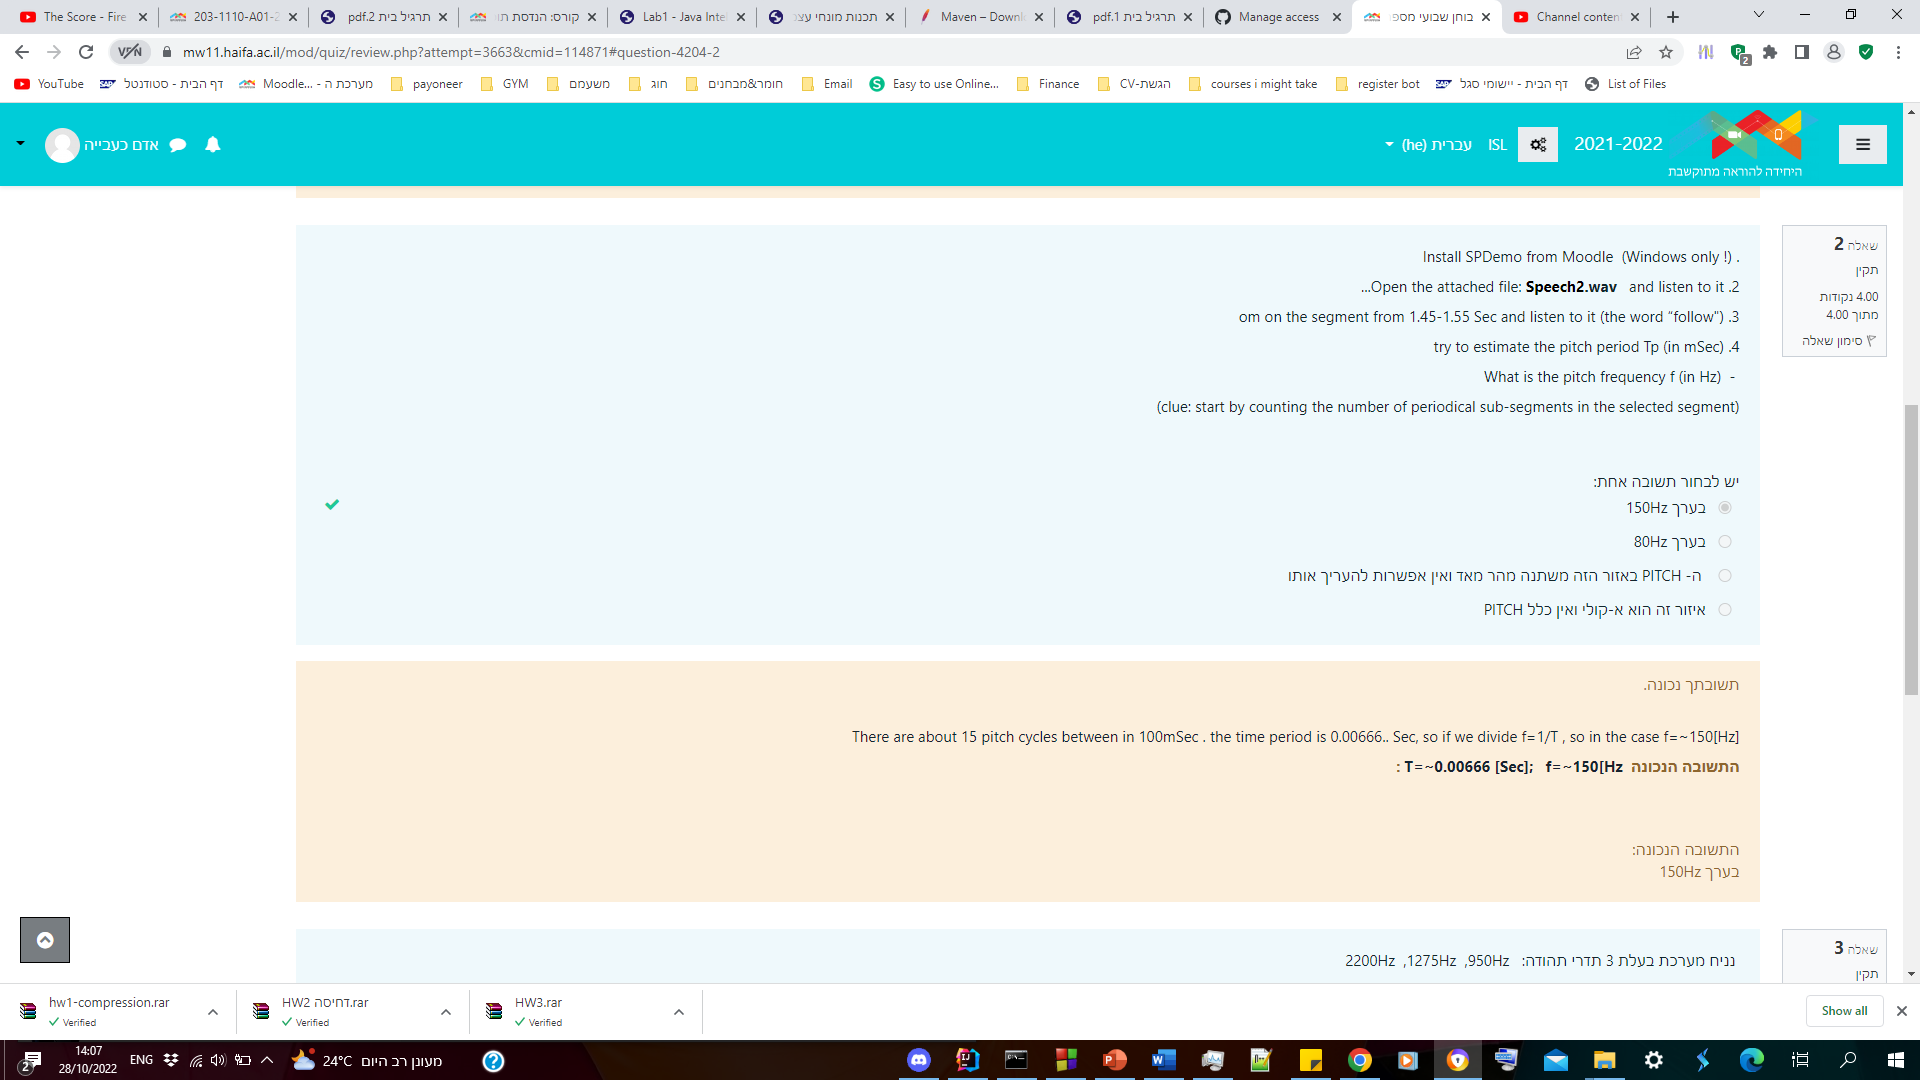 The Score - Fire
203-1110-A01-2
תרגיל בית 2.pdf
קורס: הנדסת תו
Lab1 - Java Inte
תכנות מונחי עצנ
Maven – Downl
תרגיל בית 1.pdf
Manage access
בוחן שבועי מספ
Channel conten
mw11.haifa.ac.il/mod/quiz/review.php?attempt=3663&cmid=114871#question-4204-2
VPN
2
YouTube
דף הבית - סטודנטל
Moodle... - מערכת ה
payoneer
GYM
משעמם
חוג
חומר&מבחנים
Email
Easy to use Online...
Finance
CV-הגשת
courses i might take
register bot
דף הבית - יישומי סגל
List of Files
2021-2022
ISL
עברית (he)
היחידה להוראה מתוקשבת
אדם כעבייה
שאלה 2
תקין
4.00 נקודות
מתוך 4.00
סימון שאלה
Install SPDemo from Moodle (Windows only !) .
...Open the attached file: Speech2.wav and listen to it .2
om on the segment from 1.45-1.55 Sec and listen to it (the word “follow") .3
try to estimate the pitch period Tp (in mSec) .4
What is the pitch frequency f (in Hz) -
(clue: start by counting the number of periodical sub-segments in the selected segment)
יש לבחור תשובה אחת:
בערך 150Hz
בערך 80Hz
ה- PITCH באזור הזה משתנה מהר מאד ואין אפשרות להעריך אותו
איזור זה הוא א-קולי ואין כלל PITCH
תשובתך נכונה.
There are about 15 pitch cycles between in 100mSec . the time period is 0.00666.. Sec, so if we divide f=1/T , so in the case f=~150[Hz]
התשובה הנכונה T=~0.00666 [Sec]; f=~150[Hz :
התשובה הנכונה:
בערך 150Hz
שאלה 3
תקין
נניח מערכת בעלת 3 תדרי תהודה: 950Hz, 1275Hz, 2200Hz
hw1-compression.rar
Verified
HW2 דחיסה.rar
Verified
HW3.rar
Verified
Show all
2
14:07
28/10/2022
ENG
24°C מעונן רב היום